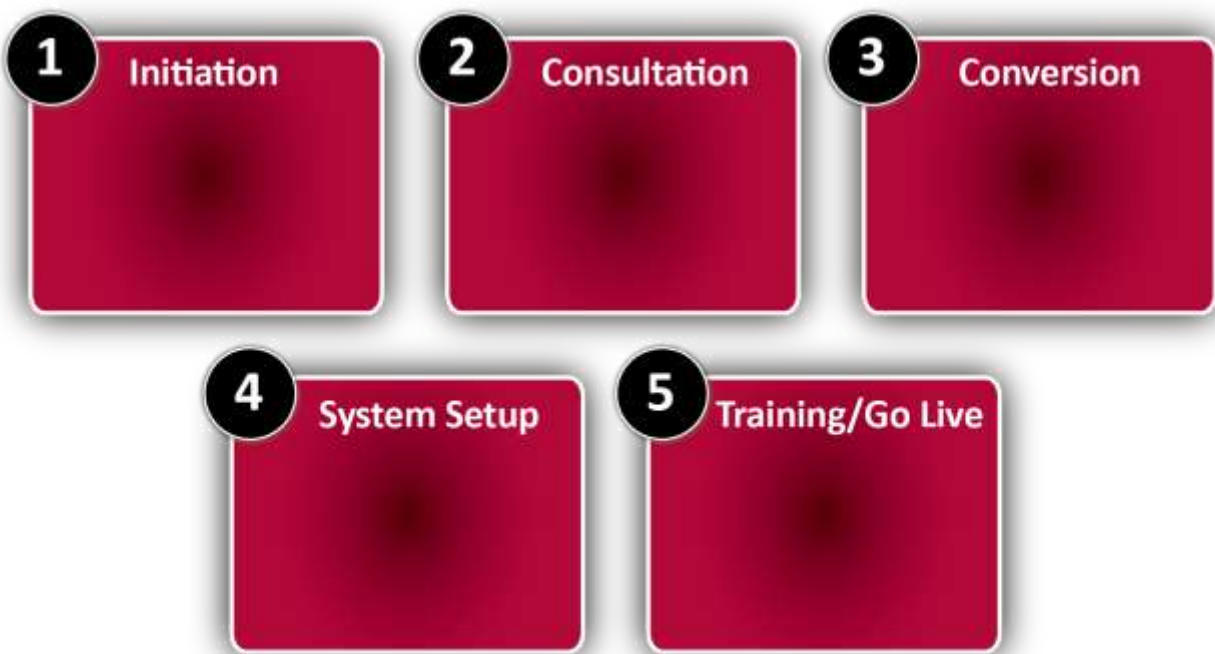 1 Initiation
2 Consultation
3 Conversion
4 System Setup
5 Training/Go Live